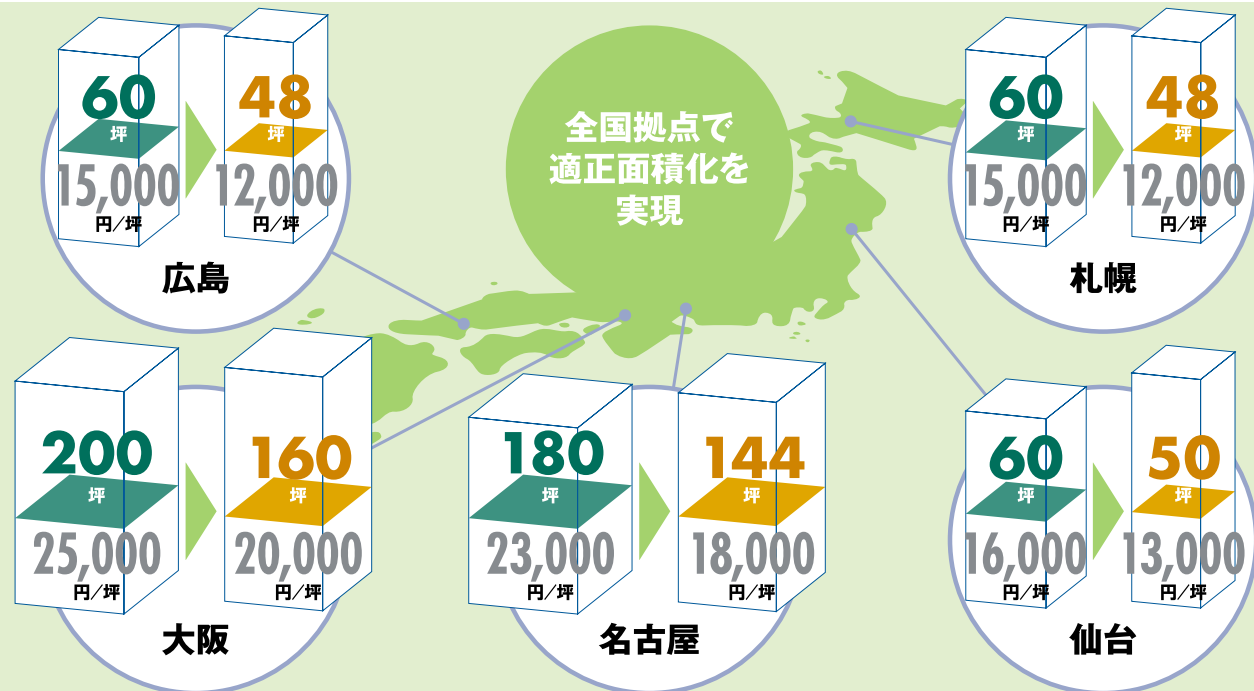 全国拠点で
適正面積化を
実現
60
坪
15,000
円/坪
48
坪
12,000
円/坪
広島
60
坪
15,000
円/坪
48
坪
12,000
円/坪
札幌
200
坪
25,000
円/坪
160
坪
20,000
円/坪
大阪
180
坪
23,000
円/坪
144
坪
18,000
円/坪
名古屋
60
坪
16,000
円/坪
50
坪
13,000
円/坪
仙台